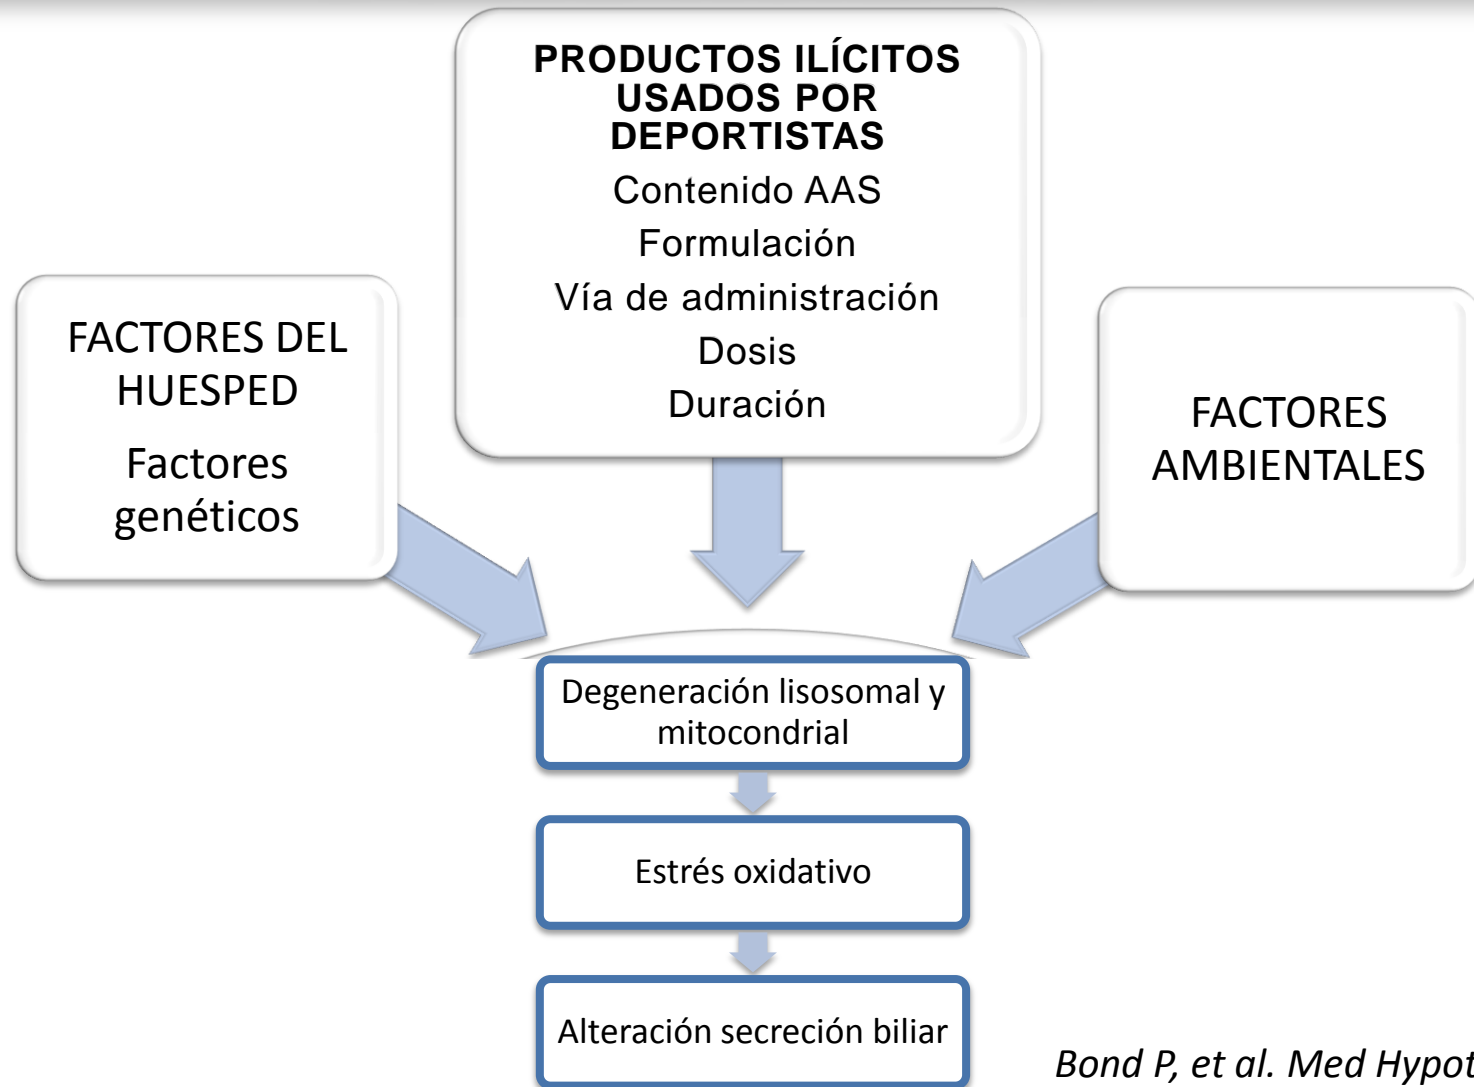 PRODUCTOS ILÍCITOS
USADOS POR
DEPORTISTAS
Contenido AAS
Formulación
Vía de administración
Dosis
Duración
FACTORES DEL
HUESPED
Factores
genéticos
FACTORES
AMBIENTALES
Degeneración lisosomal y
mitocondrial
Estrés oxidativo
Alteración secreción biliar
Bond P, et al. Med Hypot